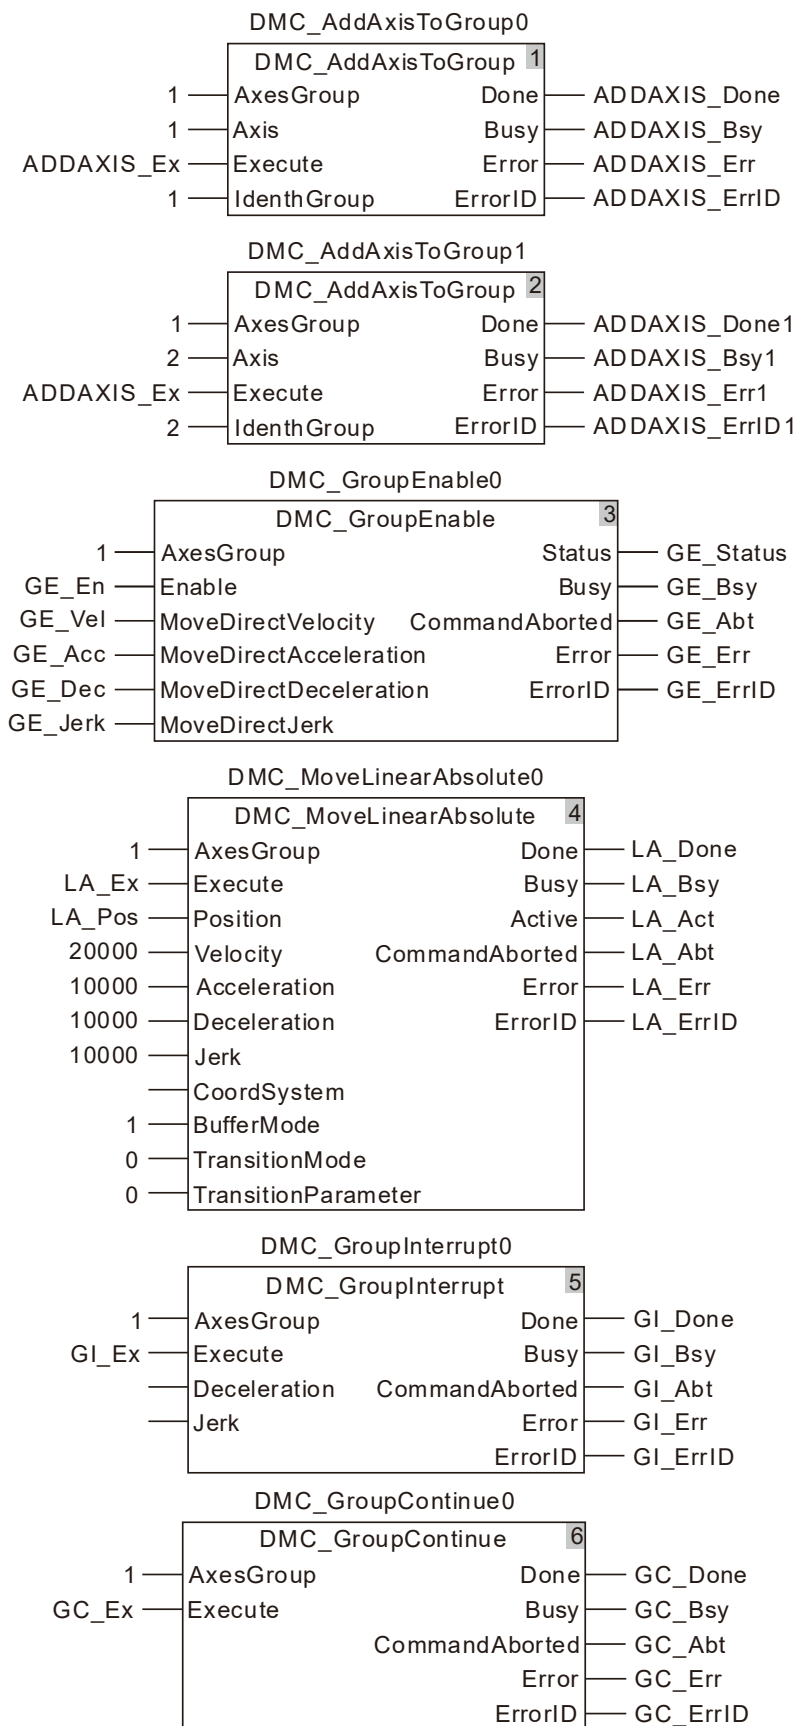 DMC_AddAxisToGroup0
DMC_AddAxisToGroup 1
1 AxesGroup Done ADDAXIS_Done
1 Axis Busy ADDAXIS_Bsy
ADDAXIS_Ex Execute Error ADDAXIS_Err
1 IdenthGroup ErrorID ADDAXIS_ErrID
DMC_AddAxisToGroup1
DMC_AddAxisToGroup 2
1 AxesGroup Done ADDAXIS_Done1
2 Axis Busy ADDAXIS_Bsy1
ADDAXIS_Ex Execute Error ADDAXIS_Err1
2 IdenthGroup ErrorID ADDAXIS_ErrID1
DMC_GroupEnable0
DMC_GroupEnable 3
1 AxesGroup Status GE_Status
GE_En Enable Busy GE_Bsy
GE_Vel MoveDirectVelocity CommandAborted GE_Abt
GE_Acc MoveDirectAcceleration Error GE_Err
GE_Dec MoveDirectDeceleration ErrorID GE_ErrID
GE_Jerk MoveDirectJerk
DMC_MoveLinearAbsolute0
DMC_MoveLinearAbsolute 4
1 AxesGroup Done LA_Done
LA_Ex Execute Busy LA_Bsy
LA_Pos Position Active LA_Act
20000 Velocity CommandAborted LA_Abt
10000 Acceleration Error LA_Err
10000 Deceleration ErrorID LA_ErrID
10000 Jerk
CoordSystem
1 BufferMode
0 TransitionMode
0 TransitionParameter
DMC_GroupInterrupt0
DMC_GroupInterrupt 5
1 AxesGroup Done GI_Done
GI_Ex Execute Busy GI_Bsy
Deceleration CommandAborted GI_Abt
Jerk Error GI_Err
ErrorID GI_ErrID
DMC_GroupContinue0
DMC_GroupContinue 6
1 AxesGroup Done GC_Done
GC_Ex Execute Busy GC_Bsy
CommandAborted GC_Abt
Error GC_Err
ErrorID GC_ErrID